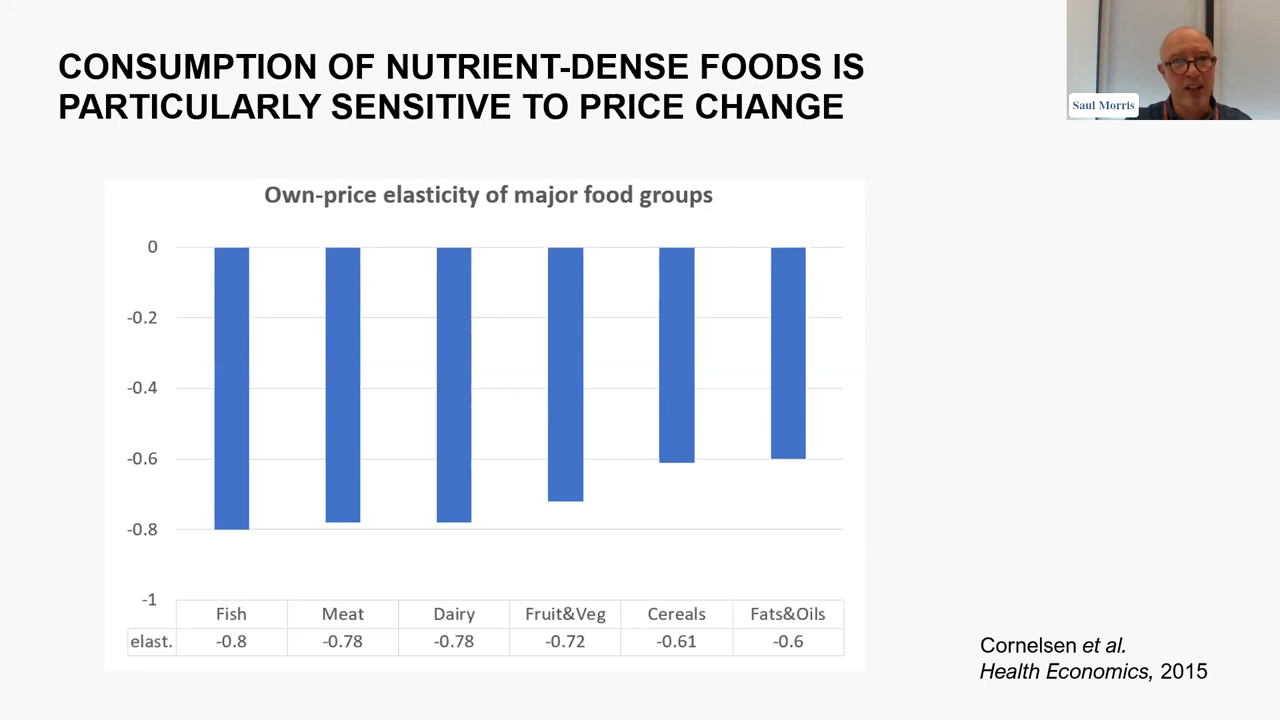 CONSUMPTION OF NUTRIENT-DENSE FOODS IS
PARTICULARLY SENSITIVE TO PRICE CHANGE
Saul Morris
Own-price elasticity of major food groups
0
-0.2
-0.4
-0.6
-0.8
-1
Fish Meat Dairy Fruit&Veg Cereals Fats&Oils
elast. -0.8 -0.78 -0.78 -0.72 -0.61 -0.6
Cornelsen et al.
Health Economics, 2015